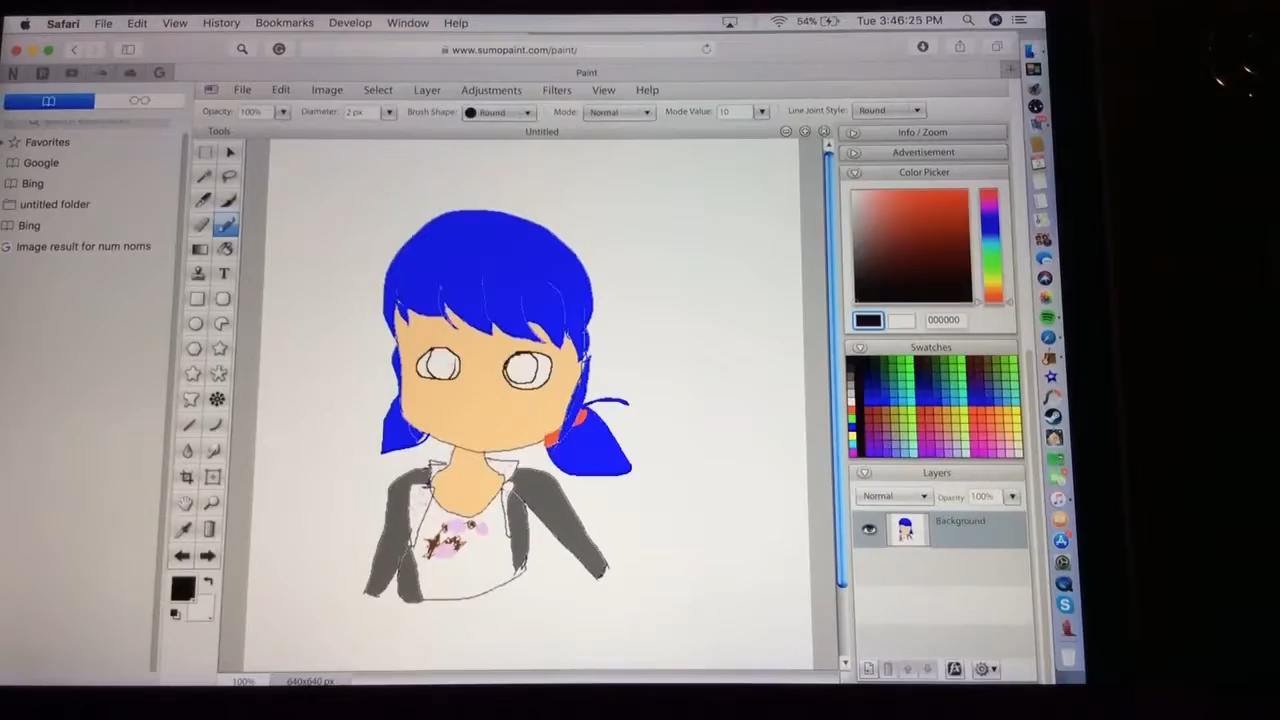 Safari File Edit View History Bookmarks Develop Window Help 54% Tue 3:46:25 PM
www.sumopaint.com/paint/
N P G
Paint
File Edit Image Select Layer Adjustments Filters View Help
Opacity: 100% Diameter: 2 px Brush Shape: Round Mode: Normal Mode Value: 10 Line Joint Style: Round
Tools Untitled
Info / Zoom
Advertisement
Color Picker
000000
Swatches
Layers
Normal Opacity: 100%
Background
Favorites
Google
Bing
untitled folder
Bing
G Image result for num noms
T
100% 640x640 px